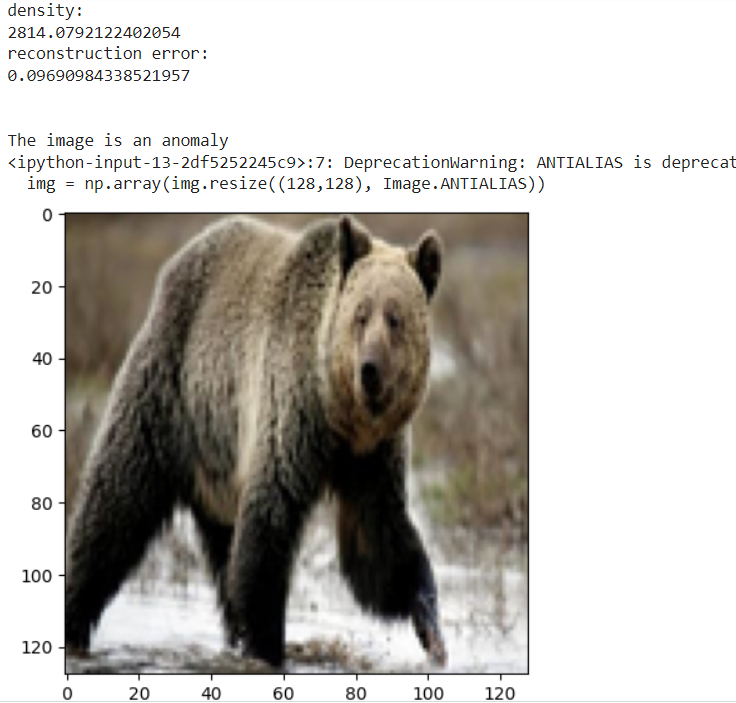 density:
2814.0792122402054
reconstruction error:
0.09690984338521957
The image is an anomaly
<ipython-input-13-2df5252245c9>:7: DeprecationWarning: ANTIALIAS is deprecat
img = np.array(img.resize((128,128), Image.ANTIALIAS))
0
20
40
60
80
100
120
0 20 40 60 80 100 120